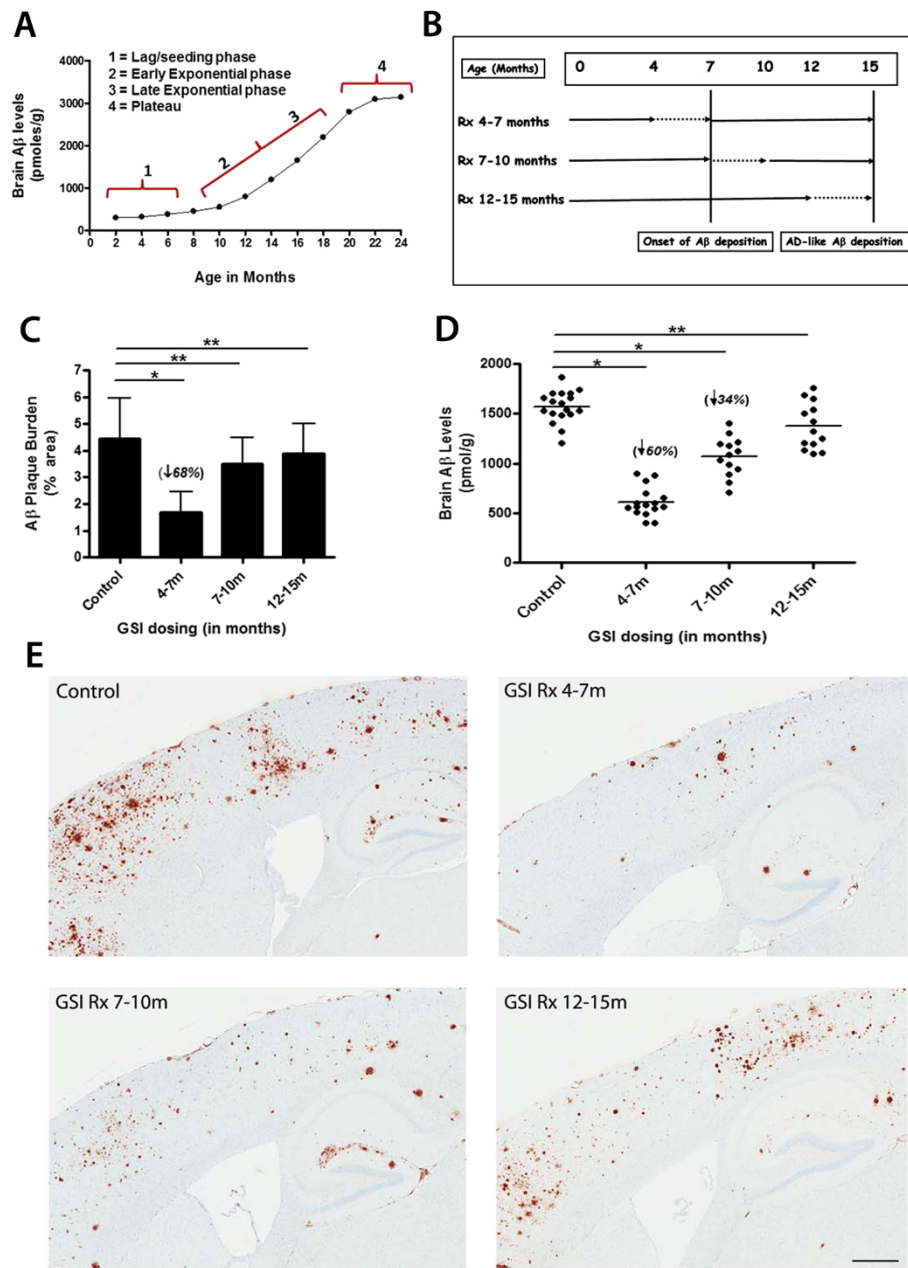 A
1 = Lag/seeding phase
2 = Early Exponential phase
3 = Late Exponential phase
4 = Plateau
1
2
3
4
4000
3000
2000
1000
0
0 2 4 6 8 10 12 14 16 18 20 22 24
Brain Aβ levels
(pmoles/g)
Age in Months
B
Age (Months)
0 4 7 10 12 15
Rx 4-7 months
Rx 7-10 months
Rx 12-15 months
Onset of Aβ deposition
AD-like Aβ deposition
C
**
**
*
(↓68%)
7
6
5
4
3
2
1
0
Aβ Plaque Burden
(% area)
Control
4-7m
7-10m
12-15m
GSI dosing (in months)
D
**
*
*
(↓60%)
(↓34%)
2000
1500
1000
500
0
Brain Aβ Levels
(pmol/g)
Control
4-7m
7-10m
12-15m
GSI dosing (in months)
E
Control
GSI Rx 4-7m
GSI Rx 7-10m
GSI Rx 12-15m